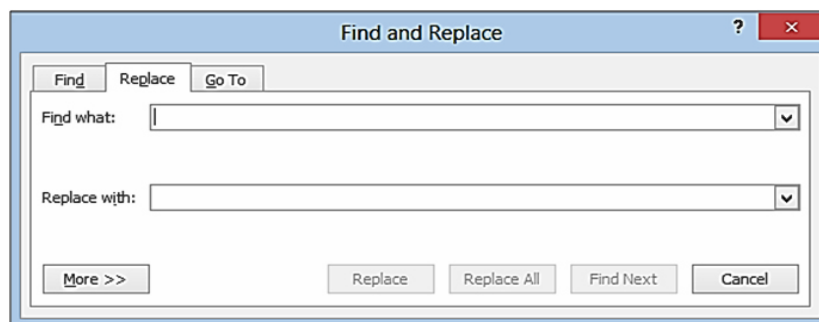 Find and Replace ?
Find Replace Go To
Find what:
Replace with:
More >> Replace Replace All Find Next Cancel